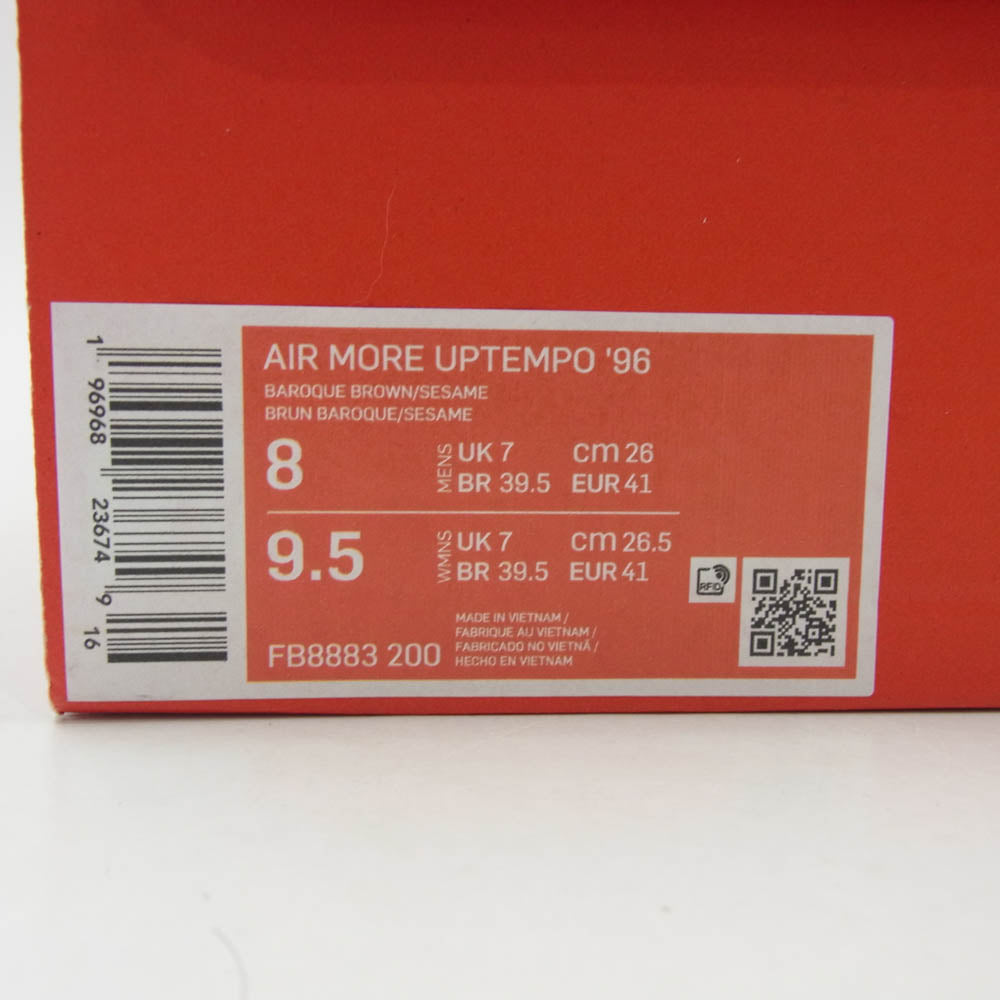 AIR MORE UPTEMPO '96
BAROQUE BROWN/SESAME
BRUN BAROQUE/SESAME
8 MENS UK 7 cm 26
BR 39.5 EUR 41
9.5 WMNS UK 7 cm 26.5
BR 39.5 EUR 41
FB8883 200
MADE IN VIETNAM /
FABRIQUE AU VIETNAM /
FABRICADO NO VIETNÃ /
HECHO EN VIETNAM
RFID
1 96968 23674 9 16